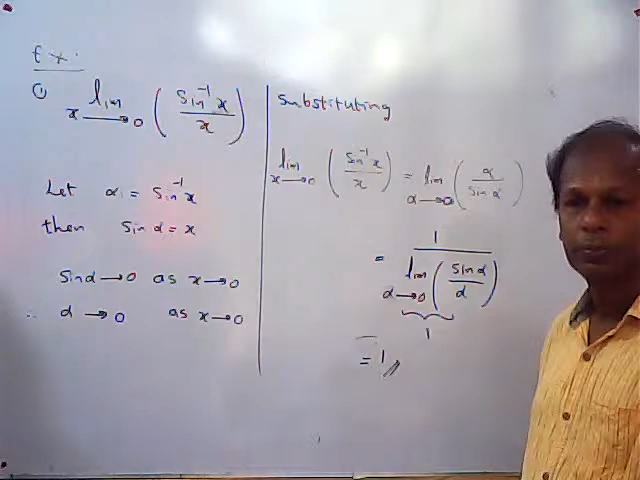 Ex:
① lim x→0 (sin⁻¹x / x)
Let α = sin⁻¹x
then sin α = x
sin α → 0 as x → 0
∴ α → 0 as x → 0
Substituting
lim x→0 (sin⁻¹x / x) = lim α→0 (α / sin α)
= 1 / lim α→0 (sin α / α)
1
= 1